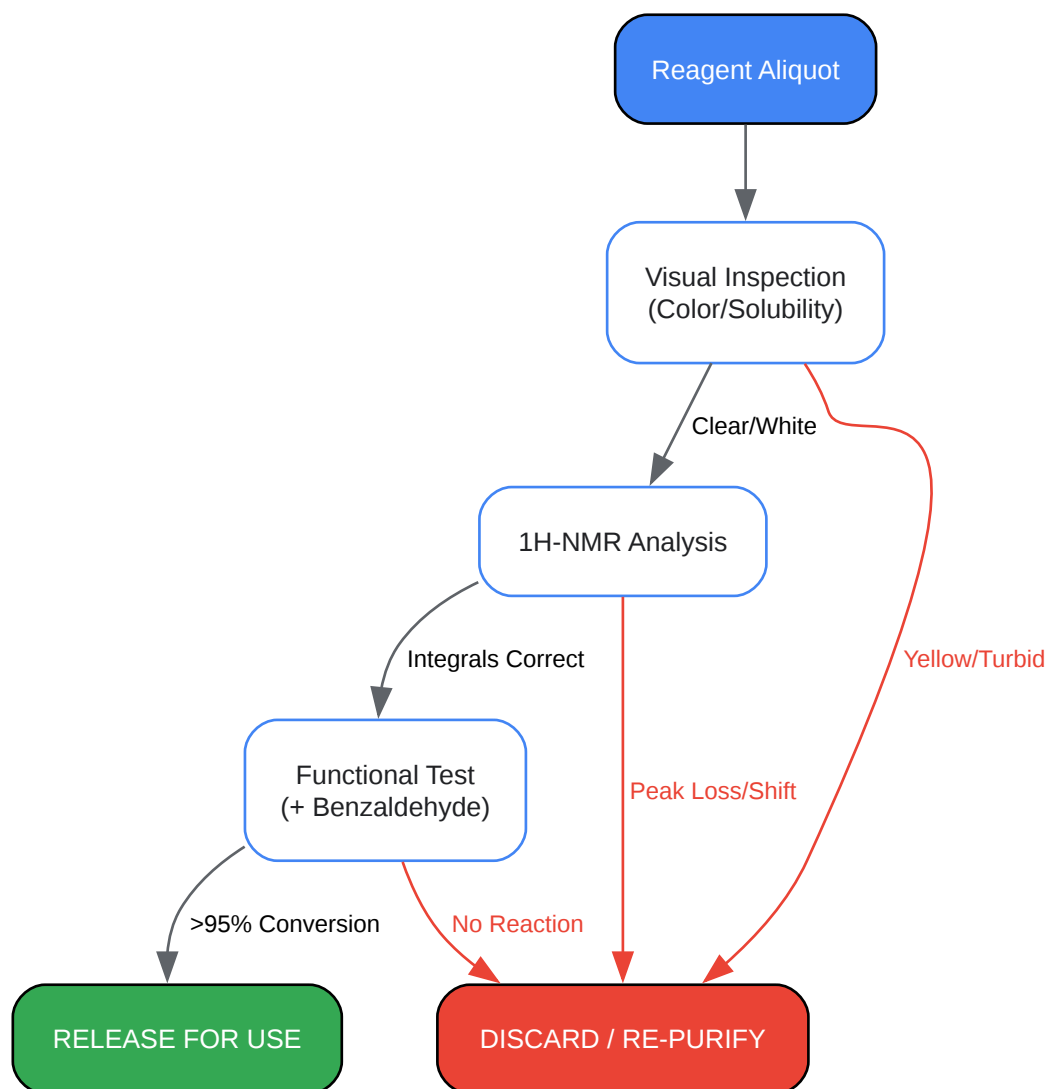 Reagent Aliquot
Visual Inspection
(Color/Solubility)
Clear/White
1H-NMR Analysis
Integrals Correct
Yellow/Turbid
Functional Test
(+ Benzaldehyde)
Peak Loss/Shift
>95% Conversion
No Reaction
RELEASE FOR USE
DISCARD / RE-PURIFY